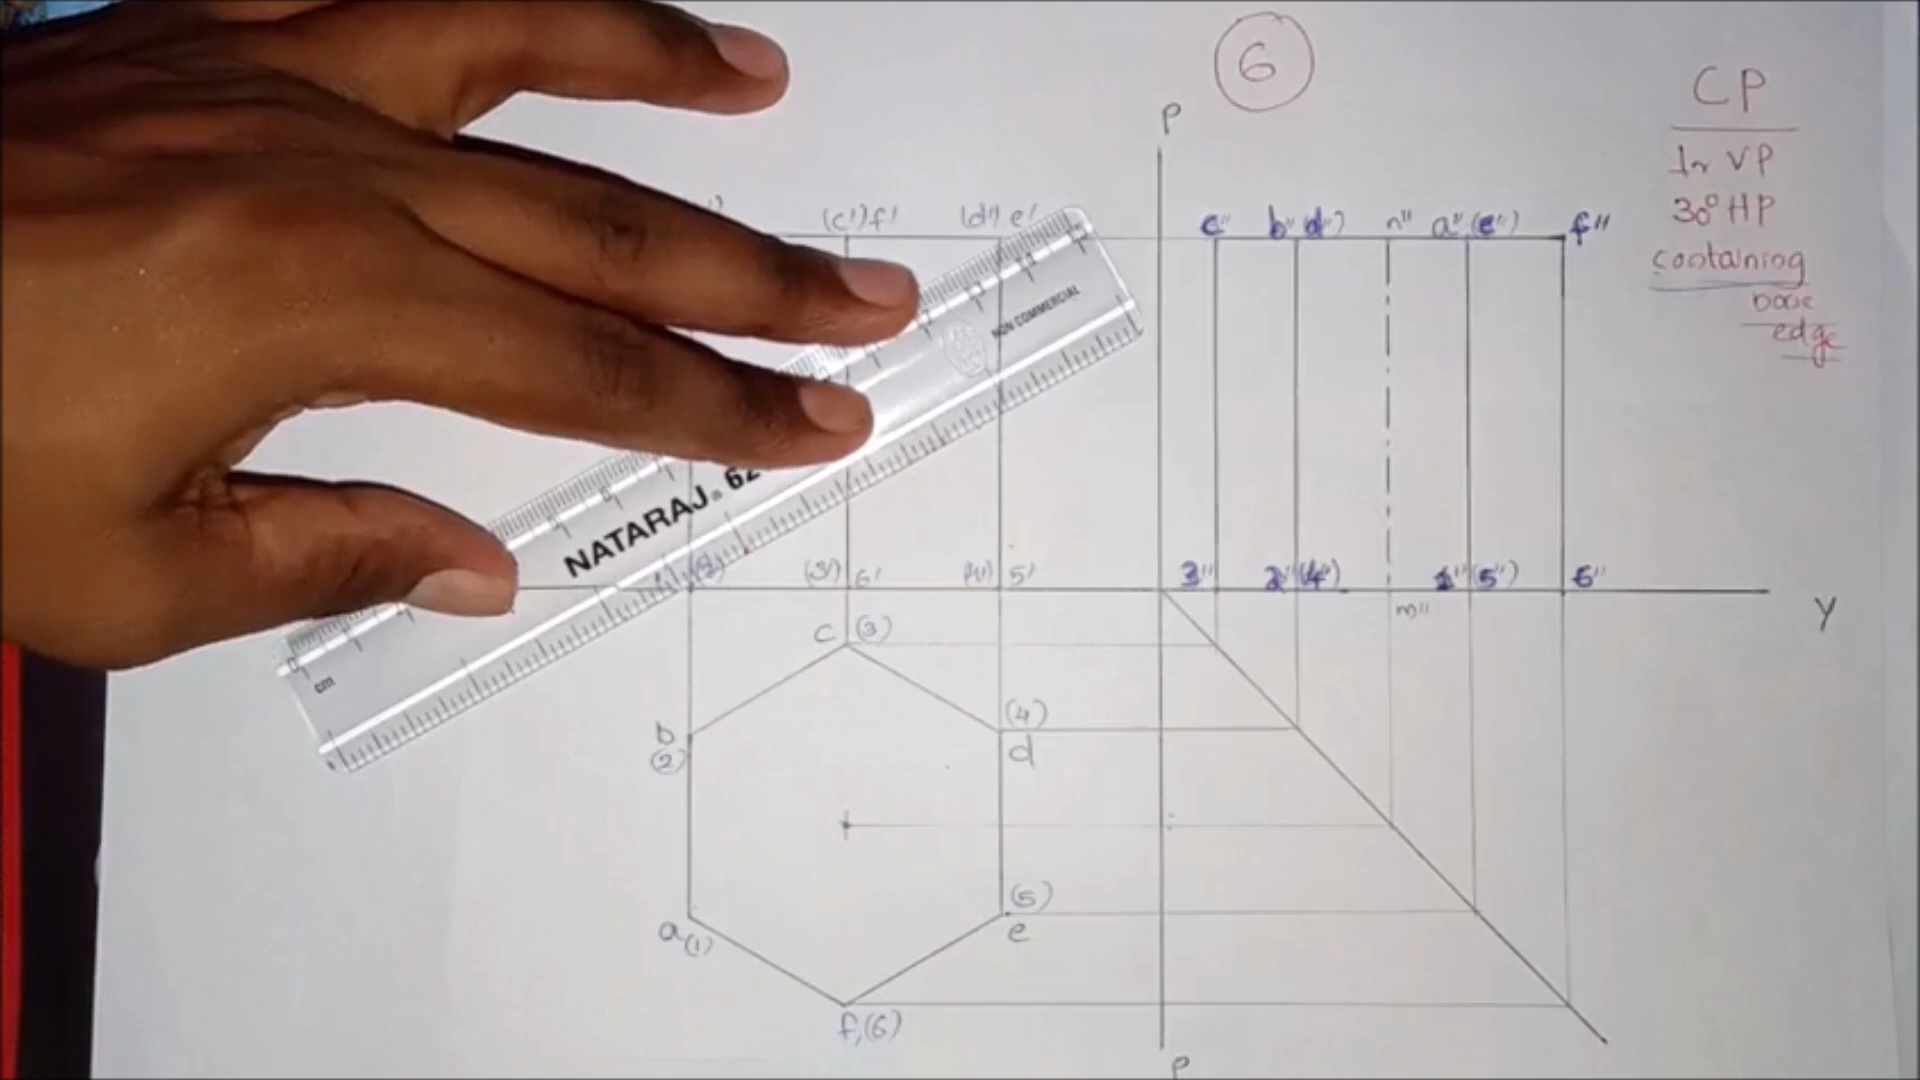 6
P
CP
⊥r VP
30° HP
containing
base
edge
(c') f'
(d') e'
c"
b" (d")
n"
a" (e")
f"
NON COMMERCIAL
NATARAJ
cm
(3') 6'
(4') 5'
3"
2" (4")
1" (5")
6"
m"
Y
c (3)
b
(2)
(4)
d
(5)
e
a (1)
f, (6)
P